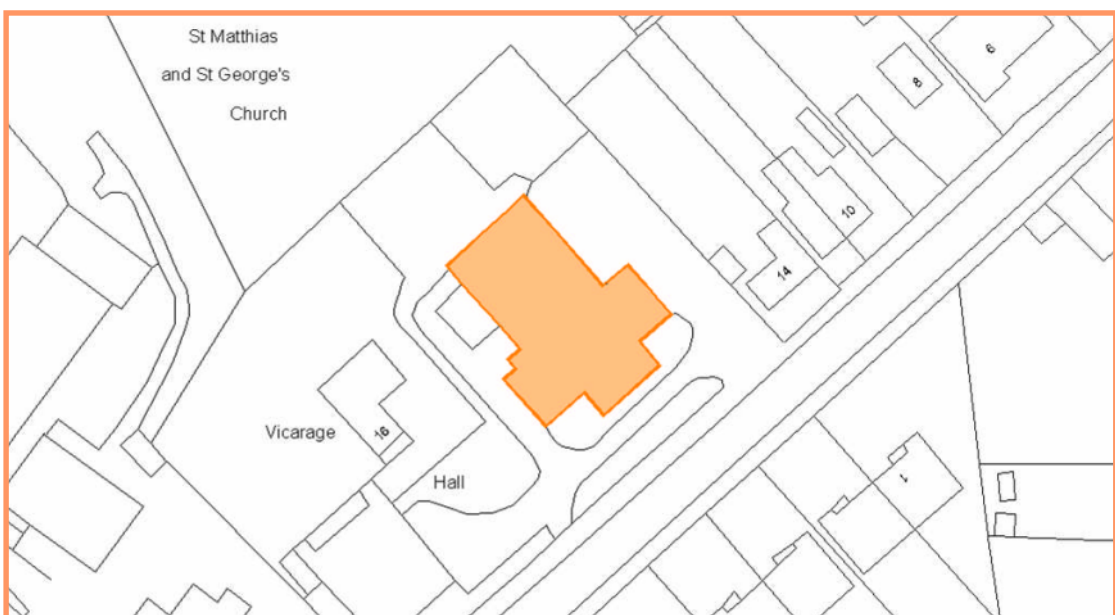 St Matthias
and St George's
Church
6
8
10
14
Vicarage
16
Hall
1